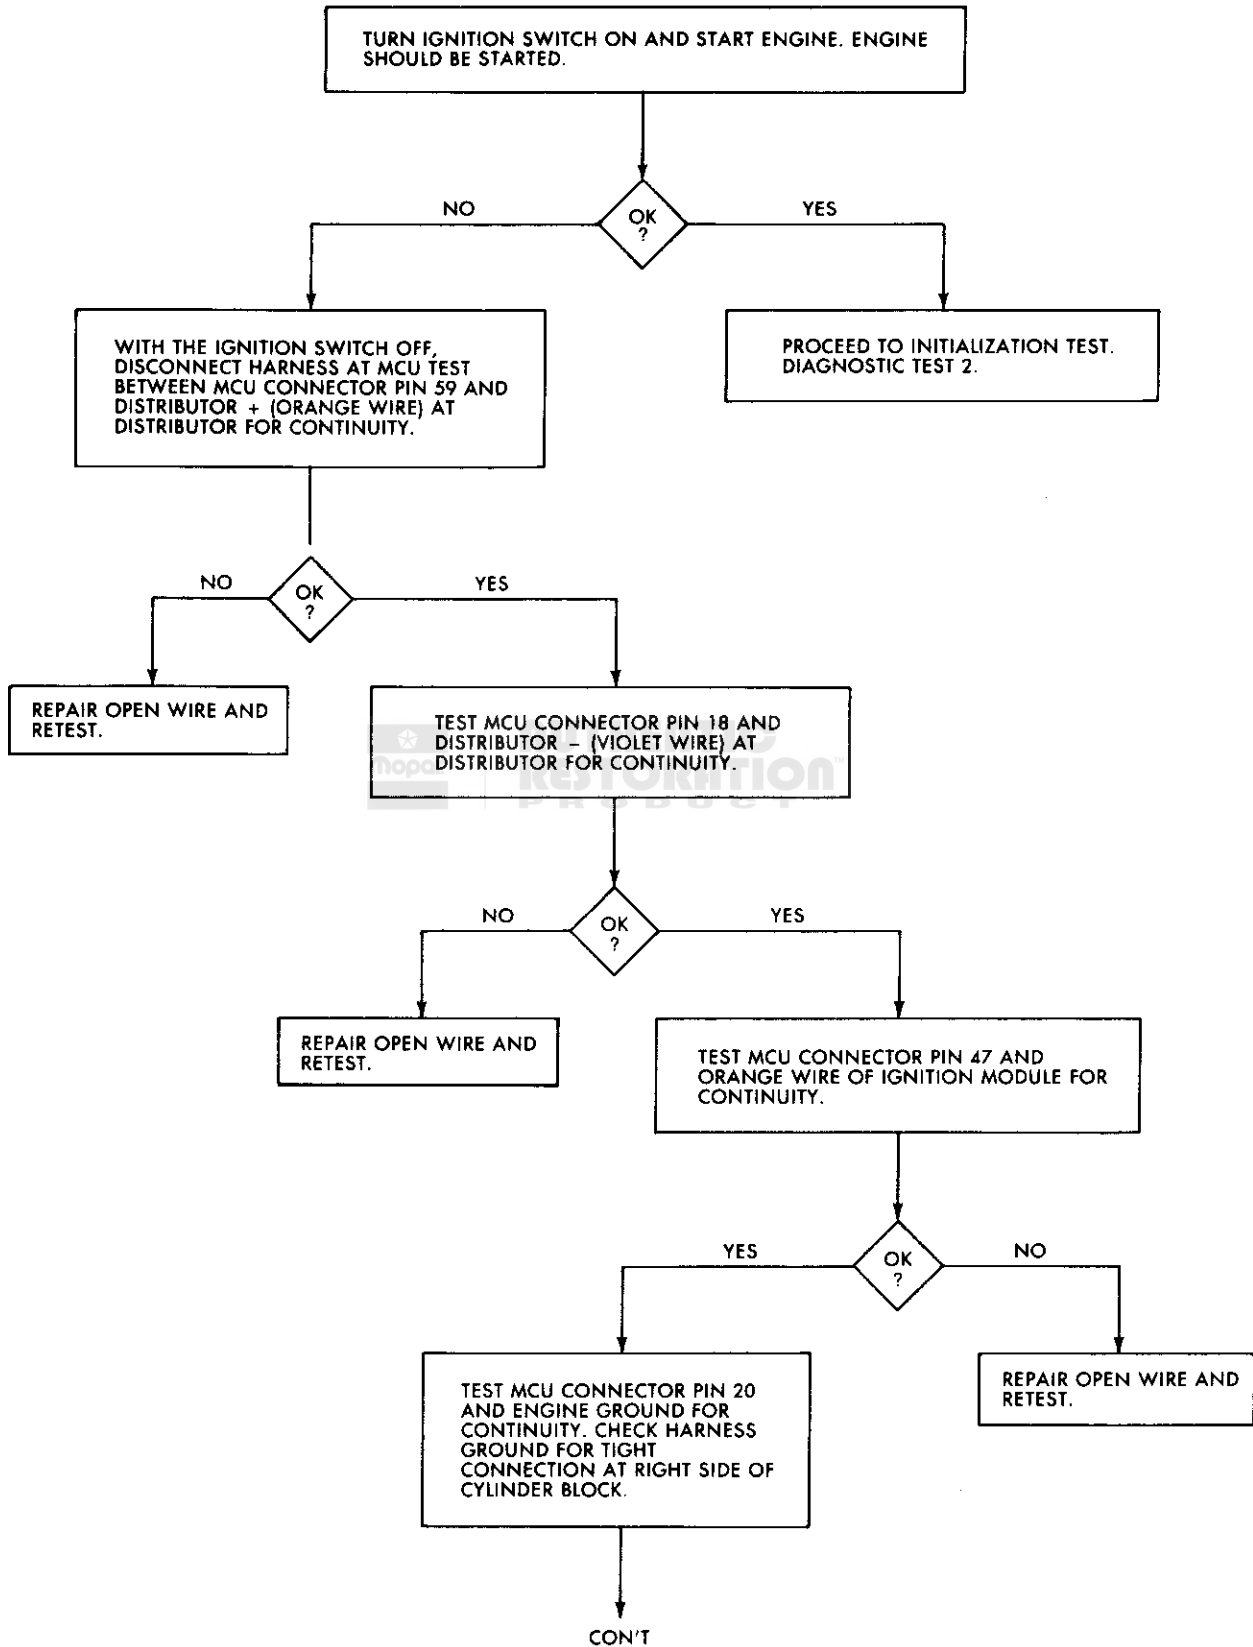 TURN IGNITION SWITCH ON AND START ENGINE. ENGINE
SHOULD BE STARTED.
NO
OK
?
YES
WITH THE IGNITION SWITCH OFF,
DISCONNECT HARNESS AT MCU TEST
BETWEEN MCU CONNECTOR PIN 59 AND
DISTRIBUTOR + (ORANGE WIRE) AT
DISTRIBUTOR FOR CONTINUITY.
PROCEED TO INITIALIZATION TEST.
DIAGNOSTIC TEST 2.
NO
OK
?
YES
REPAIR OPEN WIRE AND
RETEST.
TEST MCU CONNECTOR PIN 18 AND
DISTRIBUTOR – (VIOLET WIRE) AT
DISTRIBUTOR FOR CONTINUITY.
Mopar
RESTORATION™
PRODUCT
NO
OK
?
YES
REPAIR OPEN WIRE AND
RETEST.
TEST MCU CONNECTOR PIN 47 AND
ORANGE WIRE OF IGNITION MODULE FOR
CONTINUITY.
YES
OK
?
NO
TEST MCU CONNECTOR PIN 20
AND ENGINE GROUND FOR
CONTINUITY. CHECK HARNESS
GROUND FOR TIGHT
CONNECTION AT RIGHT SIDE OF
CYLINDER BLOCK.
REPAIR OPEN WIRE AND
RETEST.
CON'T